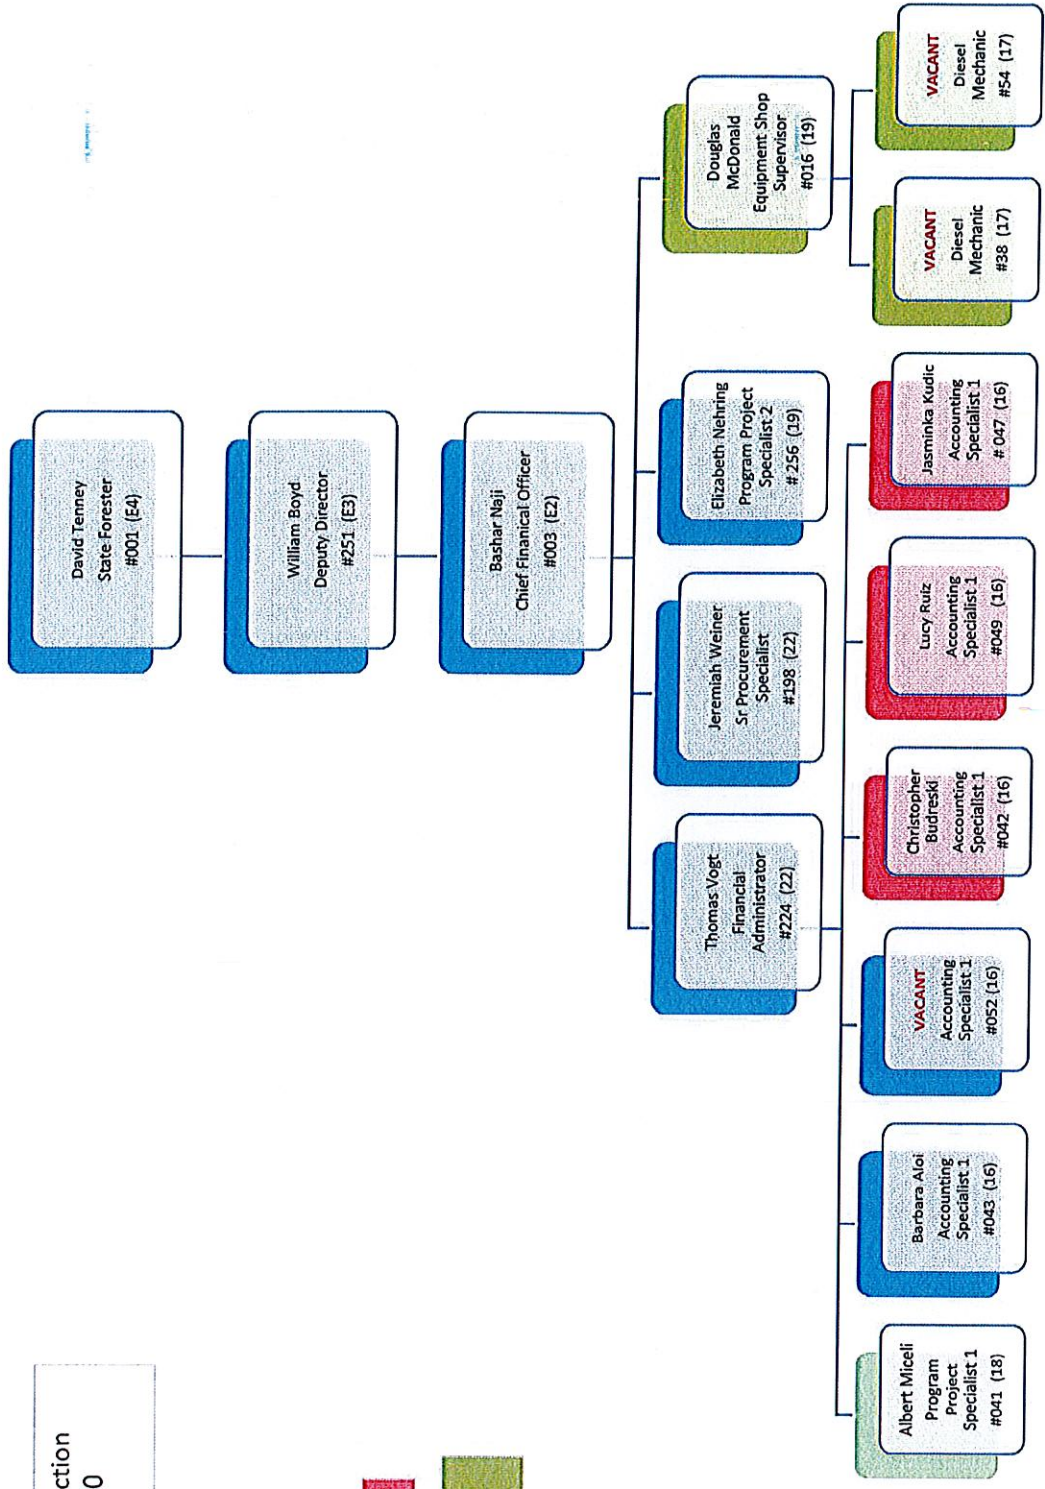 ction
0
David Tenney
State Forester
#001 (E4)
William Boyd
Deputy Director
#251 (E3)
Bashar Naji
Chief Financical Officer
#003 (E2)
Thomas Vogt
Financial
Administrator
#224 (22)
Jeremiah Weiner
Sr Procurement
Specialist
#198 (22)
Elizabeth Nehring
Program Project
Specialist 2
# 256 (19)
Douglas
McDonald
Equipment Shop
Supervisor
#016 (19)
Albert Miceli
Program
Project
Specialist 1
#041 (18)
Barbara Aloi
Accounting
Specialist 1
#043 (16)
VACANT
Accounting
Specialist 1
#052 (16)
Christopher
Budreski
Accounting
Specialist 1
#042 (16)
Lucy Ruiz
Accounting
Specialist 1
#049 (16)
Jasminka Kudic
Accounting
Specialist 1
# 047 (16)
VACANT
Diesel
Mechanic
#38 (17)
VACANT
Diesel
Mechanic
#54 (17)